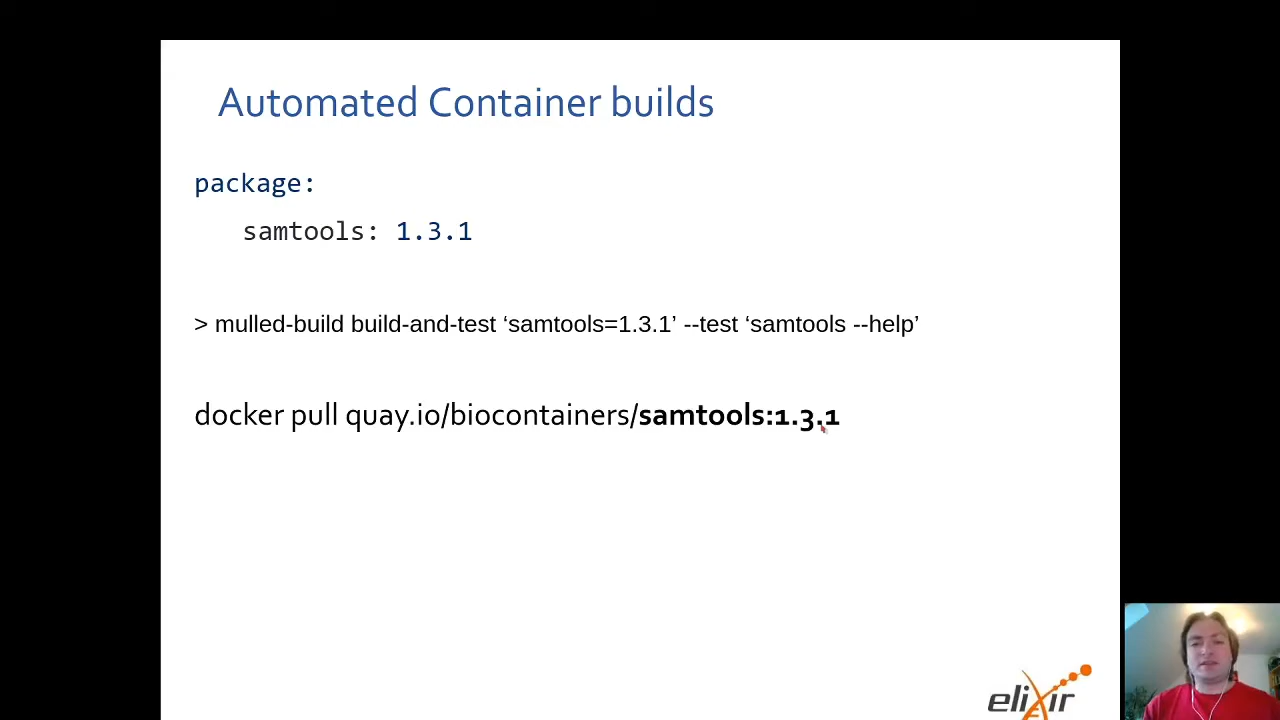 Automated Container builds
package:
samtools: 1.3.1
> mulled-build build-and-test ‘samtools=1.3.1’ --test ‘samtools --help’
docker pull quay.io/biocontainers/samtools:1.3.1
elixir